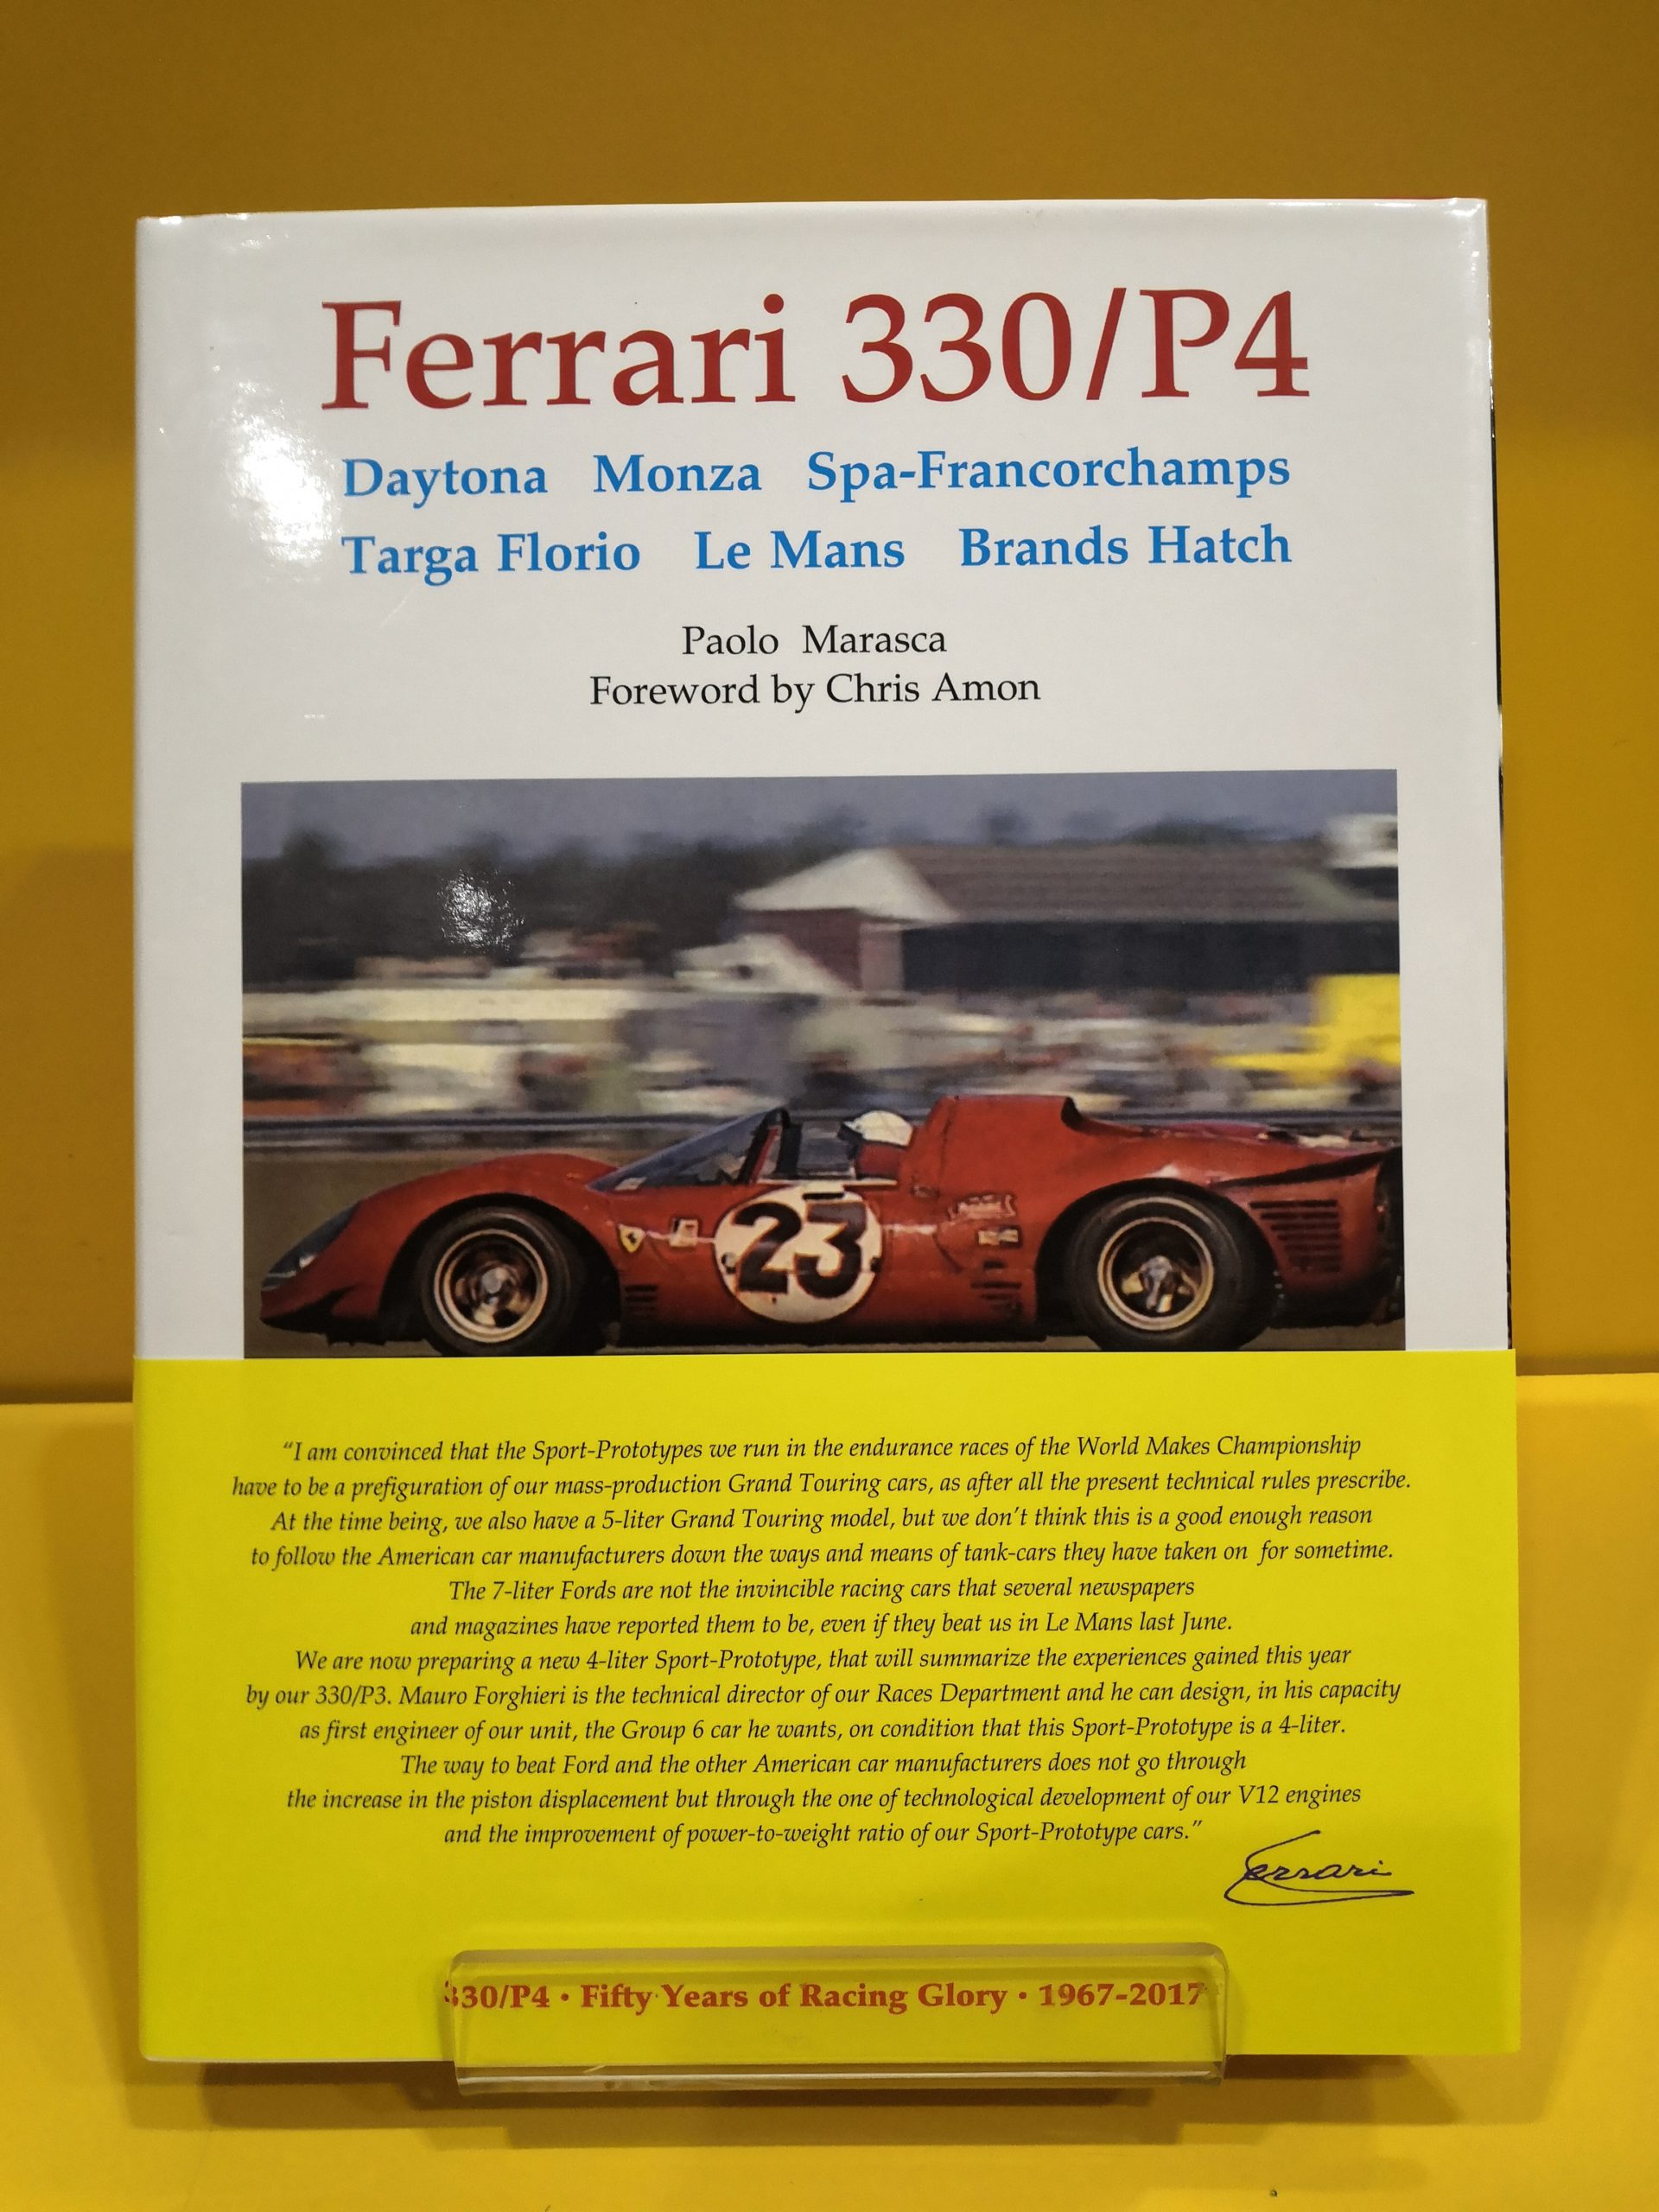 Ferrari 330/P4
Daytona Monza Spa-Francorchamps
Targa Florio Le Mans Brands Hatch
Paolo Marasca
Foreword by Chris Amon
23
“I am convinced that the Sport-Prototypes we run in the endurance races of the World Makes Championship
have to be a prefiguration of our mass-production Grand Touring cars, as after all the present technical rules prescribe.
At the time being, we also have a 5-liter Grand Touring model, but we don’t think this is a good enough reason
to follow the American car manufacturers down the ways and means of tank-cars they have taken on for sometime.
The 7-liter Fords are not the invincible racing cars that several newspapers
and magazines have reported them to be, even if they beat us in Le Mans last June.
We are now preparing a new 4-liter Sport-Prototype, that will summarize the experiences gained this year
by our 330/P3. Mauro Forghieri is the technical director of our Races Department and he can design, in his capacity
as first engineer of our unit, the Group 6 car he wants, on condition that this Sport-Prototype is a 4-liter.
The way to beat Ford and the other American car manufacturers does not go through
the increase in the piston displacement but through the one of technological development of our V12 engines
and the improvement of power-to-weight ratio of our Sport-Prototype cars.”
Ferrari
330/P4 • Fifty Years of Racing Glory • 1967-2017